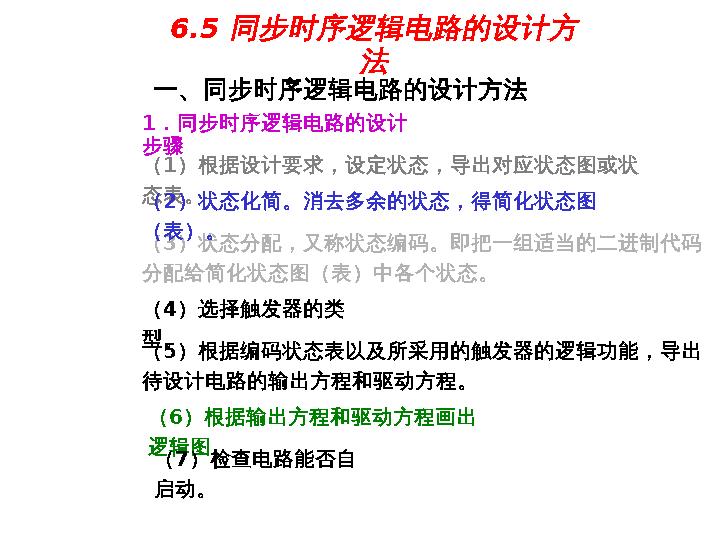 6.5 同步时序逻辑电路的设计方
法
一、同步时序逻辑电路的设计方法
1．同步时序逻辑电路的设计
步骤
（1）根据设计要求，设定状态，导出对应状态图或状
态表。
（2）状态化简。消去多余的状态，得简化状态图
（表）。
（3）状态分配，又称状态编码。即把一组适当的二进制代码
分配给简化状态图（表）中各个状态。
（4）选择触发器的类
型
（5）根据编码状态表以及所采用的触发器的逻辑功能，导出
待设计电路的输出方程和驱动方程。
（6）根据输出方程和驱动方程画出
逻辑图
（7）检查电路能否自
启动。